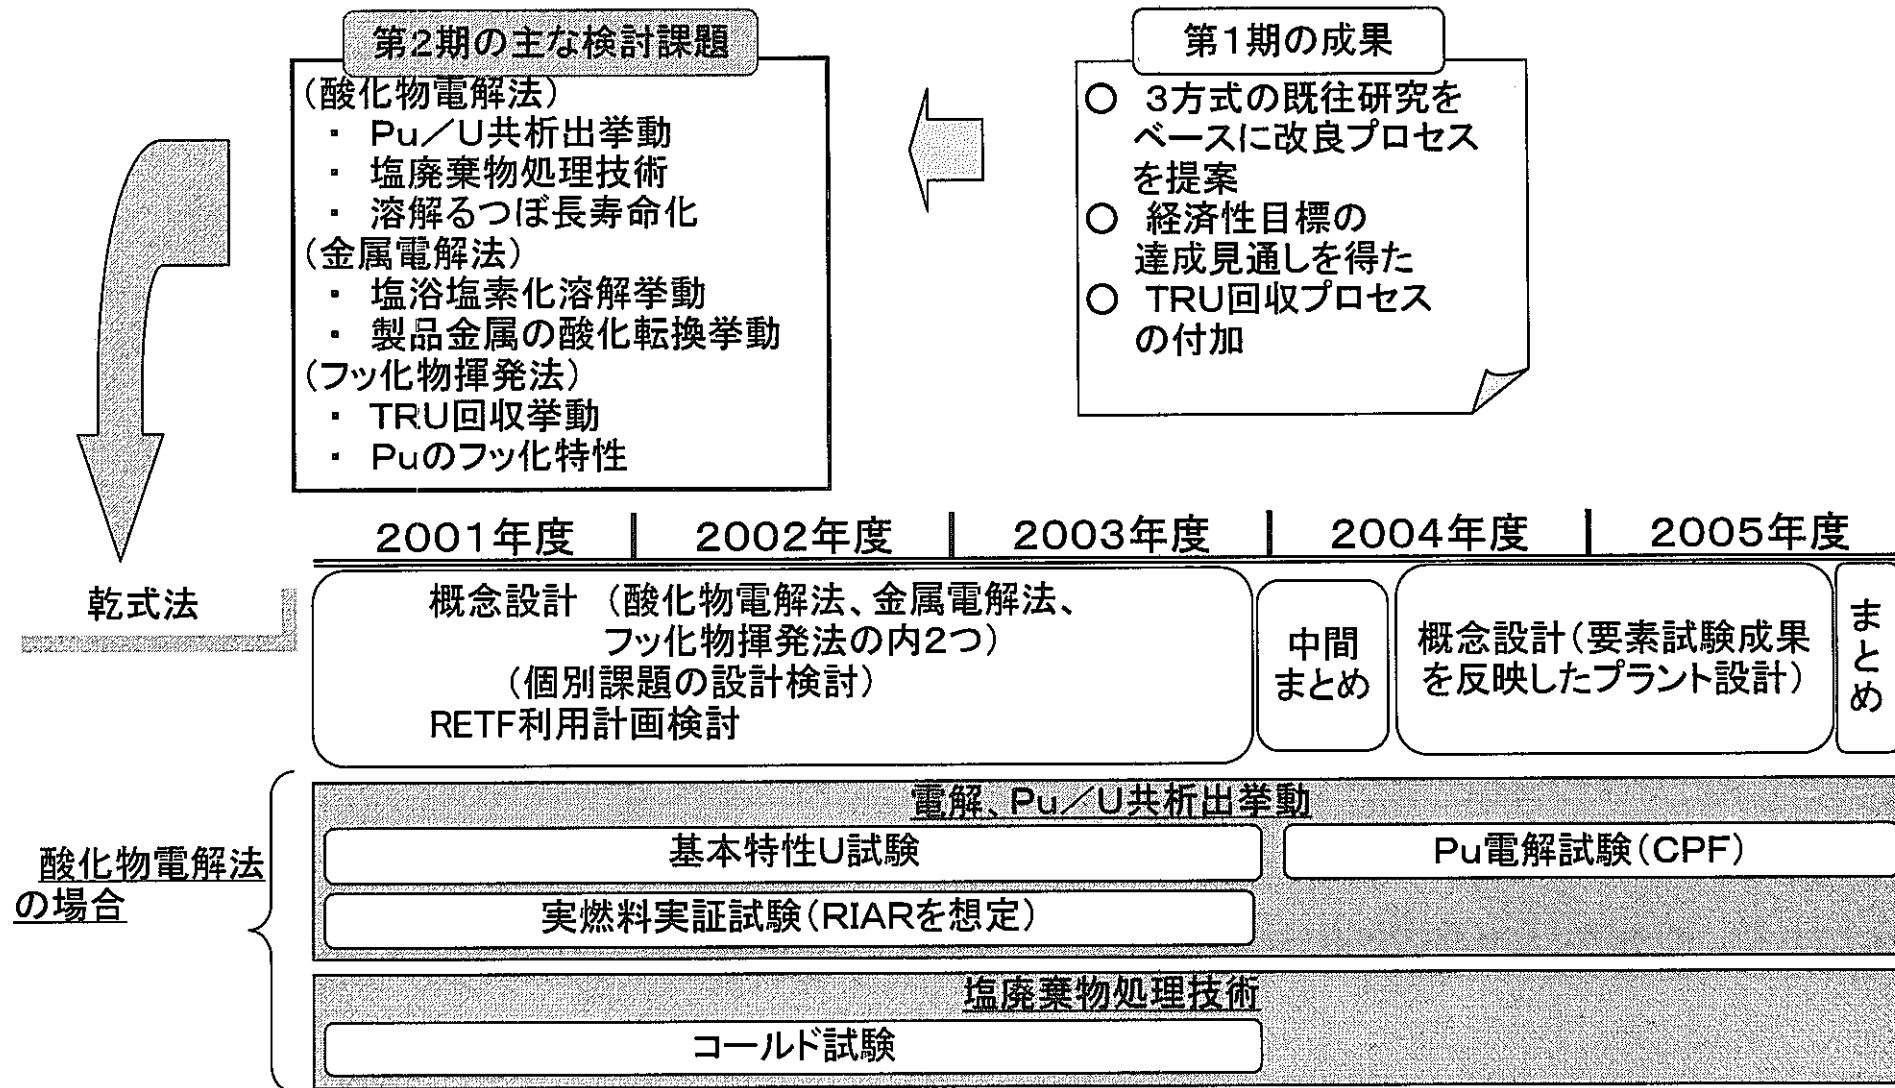 第2期の主な検討課題
(酸化物電解法)
・ Pu/U共析出挙動
・ 塩廃棄物処理技術
・ 溶解るつぼ長寿命化
(金属電解法)
・ 塩浴塩素化溶解挙動
・ 製品金属の酸化転換挙動
(フッ化物揮発法)
・ TRU回収挙動
・ Puのフッ化特性
第1期の成果
○ 3方式の既往研究を
ベースに改良プロセス
を提案
○ 経済性目標の
達成見通しを得た
○ TRU回収プロセス
の付加
2001年度 2002年度 2003年度 2004年度 2005年度
乾式法
概念設計 (酸化物電解法、金属電解法、
フッ化物揮発法の内2つ)
(個別課題の設計検討)
RETF利用計画検討
中間
まとめ
概念設計(要素試験成果
を反映したプラント設計)
まとめ
酸化物電解法
の場合
電解、Pu/U共析出挙動
基本特性U試験
Pu電解試験(CPF)
実燃料実証試験(RIARを想定)
塩廃棄物処理技術
コールド試験